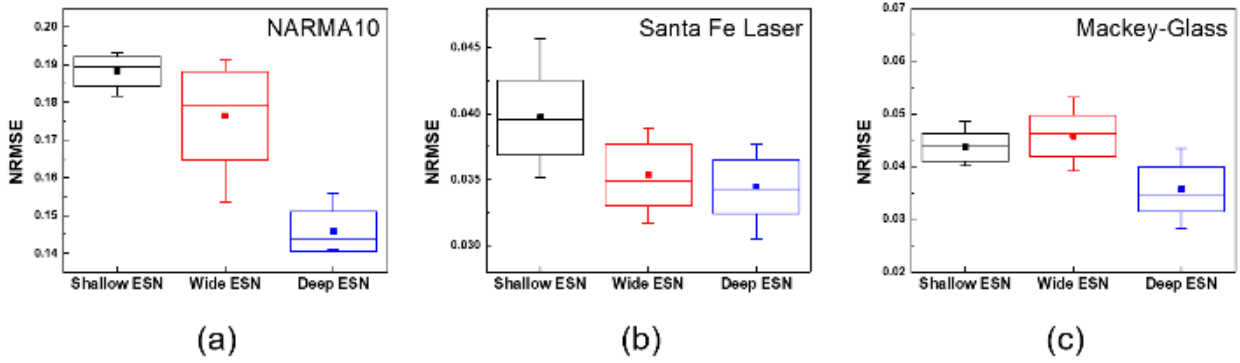 NARMA10
0.20
0.19
0.18
0.17
0.16
0.15
0.14
NRMSE
Shallow ESN Wide ESN Deep ESN
(a)
Santa Fe Laser
0.045
0.040
0.035
0.030
NRMSE
Shallow ESN Wide ESN Deep ESN
(b)
Mackey-Glass
0.07
0.06
0.05
0.04
0.03
0.02
NRMSE
Shallow ESN Wide ESN Deep ESN
(c)